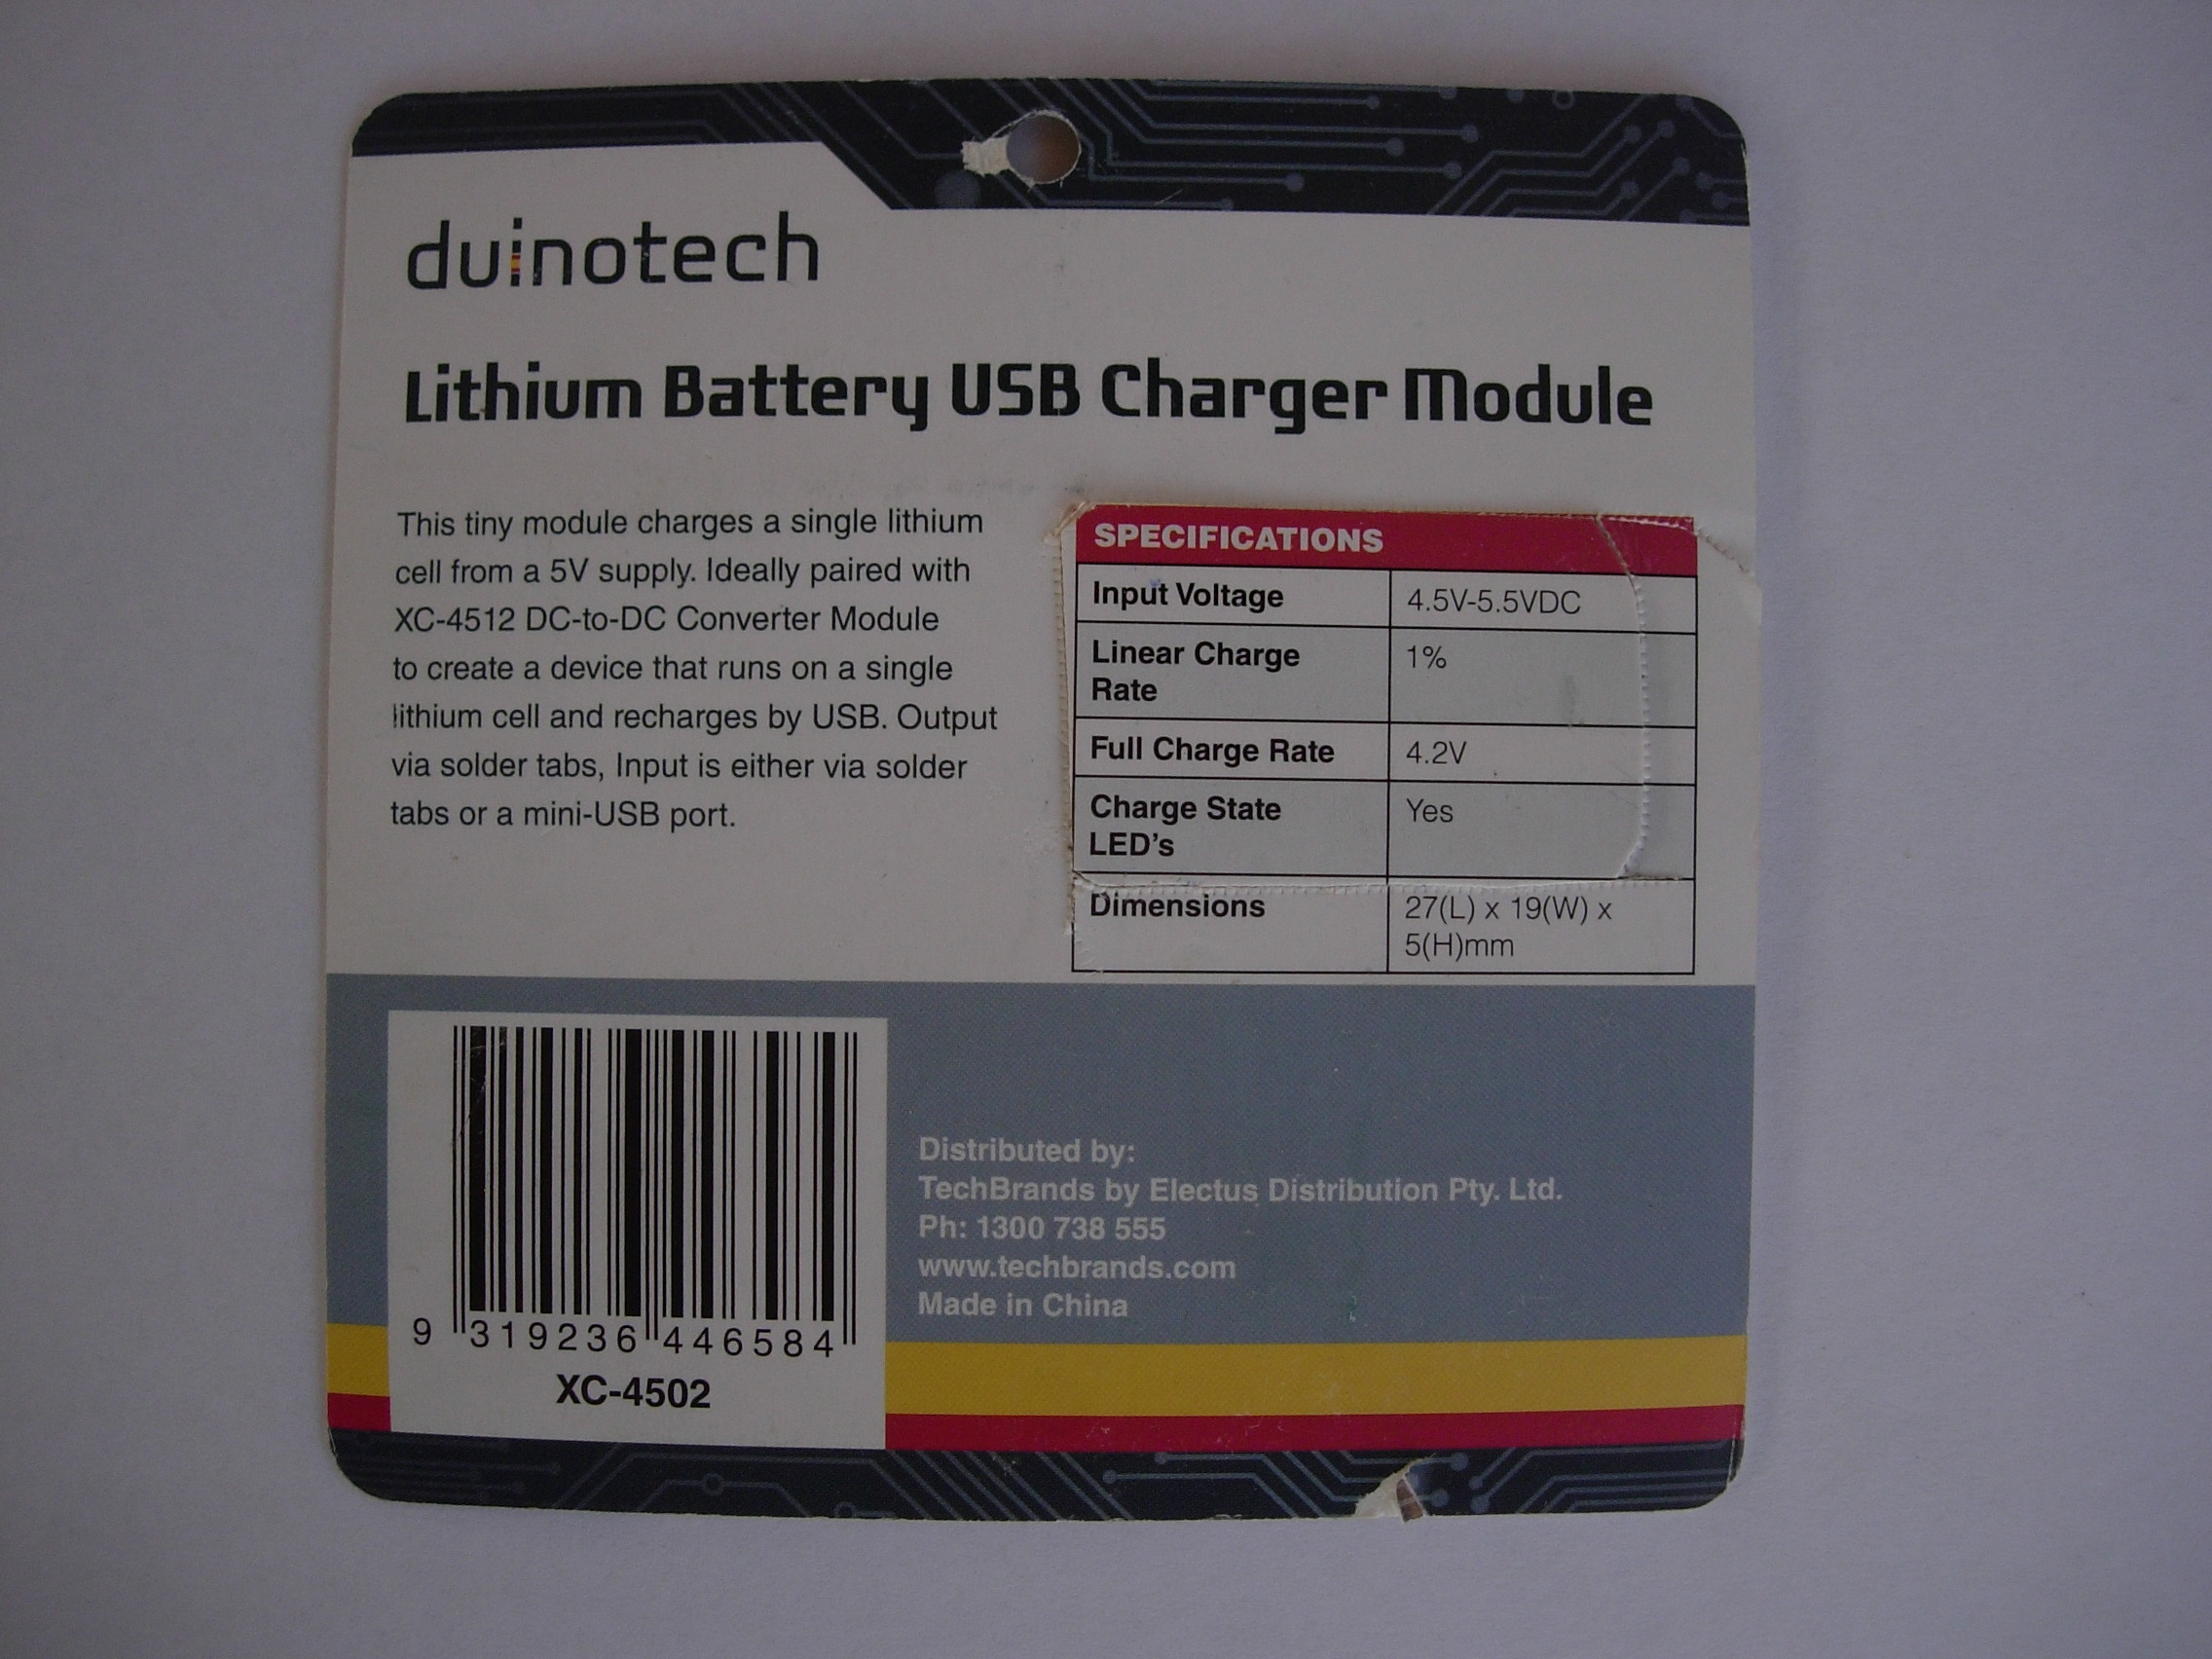 duinotech
Lithium Battery USB Charger Module
This tiny module charges a single lithium
cell from a 5V supply. Ideally paired with
XC-4512 DC-to-DC Converter Module
to create a device that runs on a single
lithium cell and recharges by USB. Output
via solder tabs, Input is either via solder
tabs or a mini-USB port.
SPECIFICATIONS
Input Voltage 4.5V-5.5VDC
Linear Charge 1%
Rate
Full Charge Rate 4.2V
Charge State Yes
LED's
Dimensions 27(L) x 19(W) x
5(H)mm
9 319236 446584
XC-4502
Distributed by:
TechBrands by Electus Distribution Pty. Ltd.
Ph: 1300 738 555
www.techbrands.com
Made in China